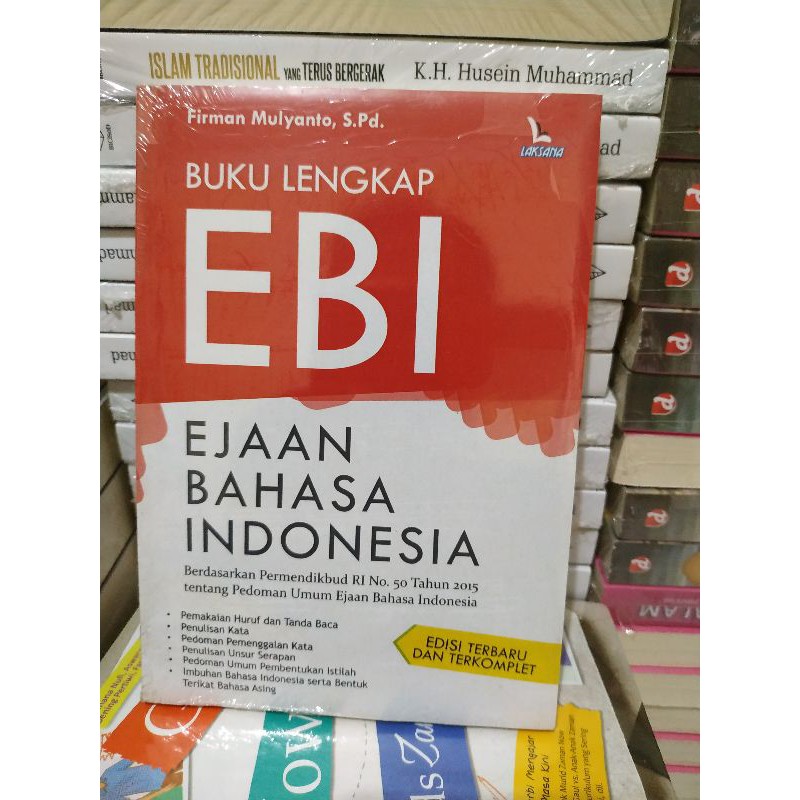 ISLAM TRADISIONAL YANG TERUS BERGERAK K.H. Husein Muhammad
Firman Mulyanto, S.Pd.
LAKSANA
BUKU LENGKAP
EBI
EJAAN
BAHASA
INDONESIA
Berdasarkan Permendikbud RI No. 50 Tahun 2015
tentang Pedoman Umum Ejaan Bahasa Indonesia
• Pemakaian Huruf dan Tanda Baca
• Penulisan Kata
• Pedoman Pemenggalan Kata
• Penulisan Unsur Serapan
• Pedoman Umum Pembentukan Istilah
• Imbuhan Bahasa Indonesia serta Bentuk
Terikat Bahasa Asing
EDISI TERBARU
DAN TERKOMPLET